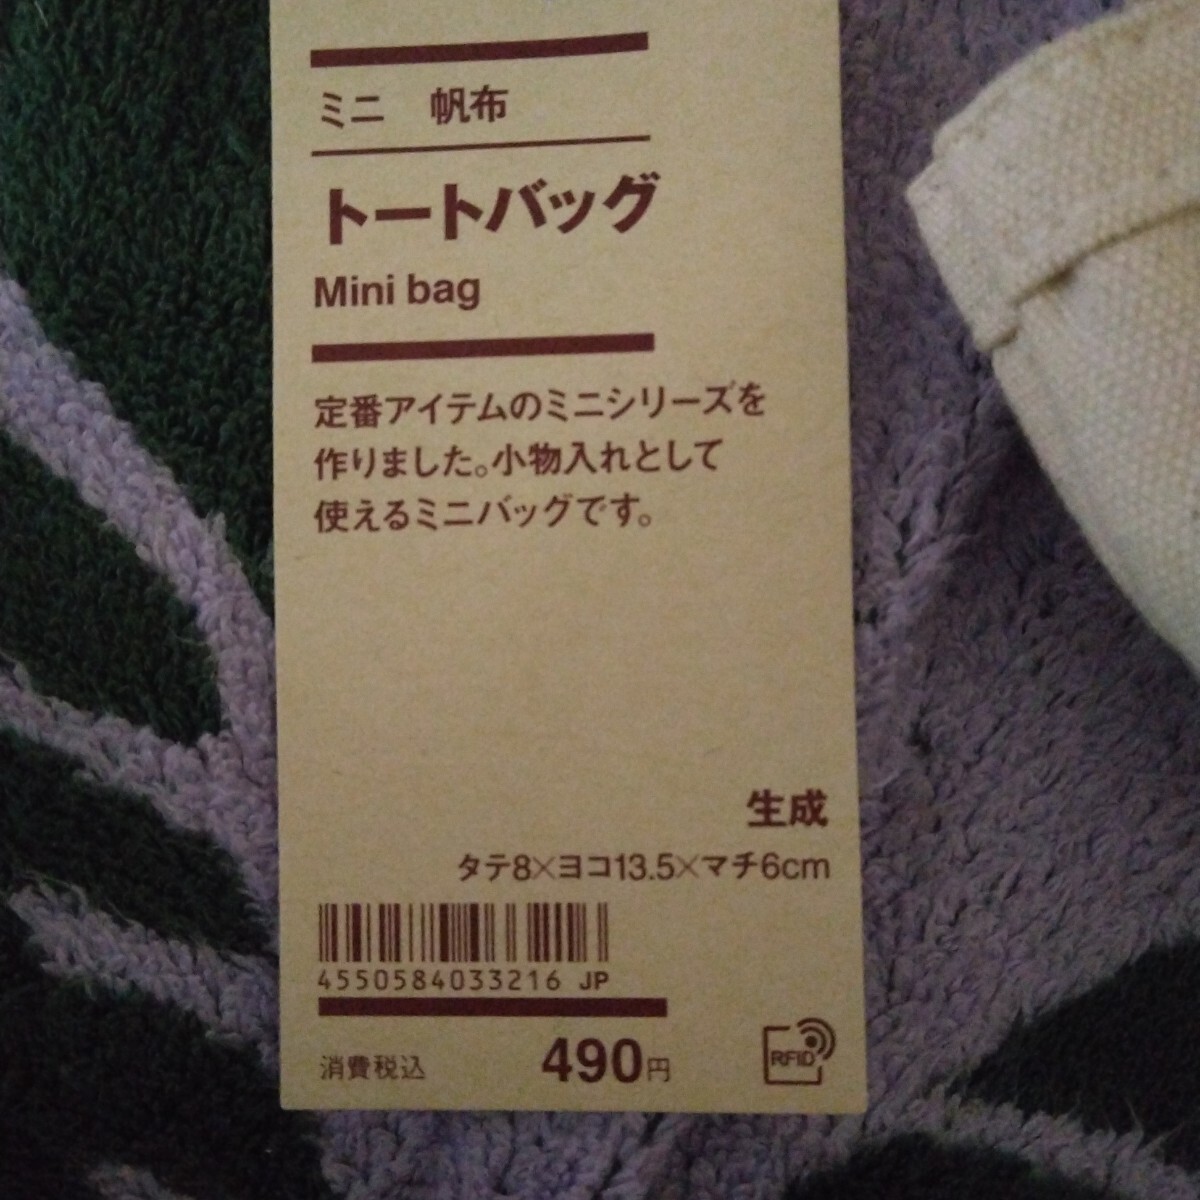 ミニ 帆布
トートバッグ
Mini bag
定番アイテムのミニシリーズを
作りました。小物入れとして
使えるミニバッグです。
生成
タテ8×ヨコ13.5×マチ6cm
4550584033216 JP
消費税込 490円
RFID